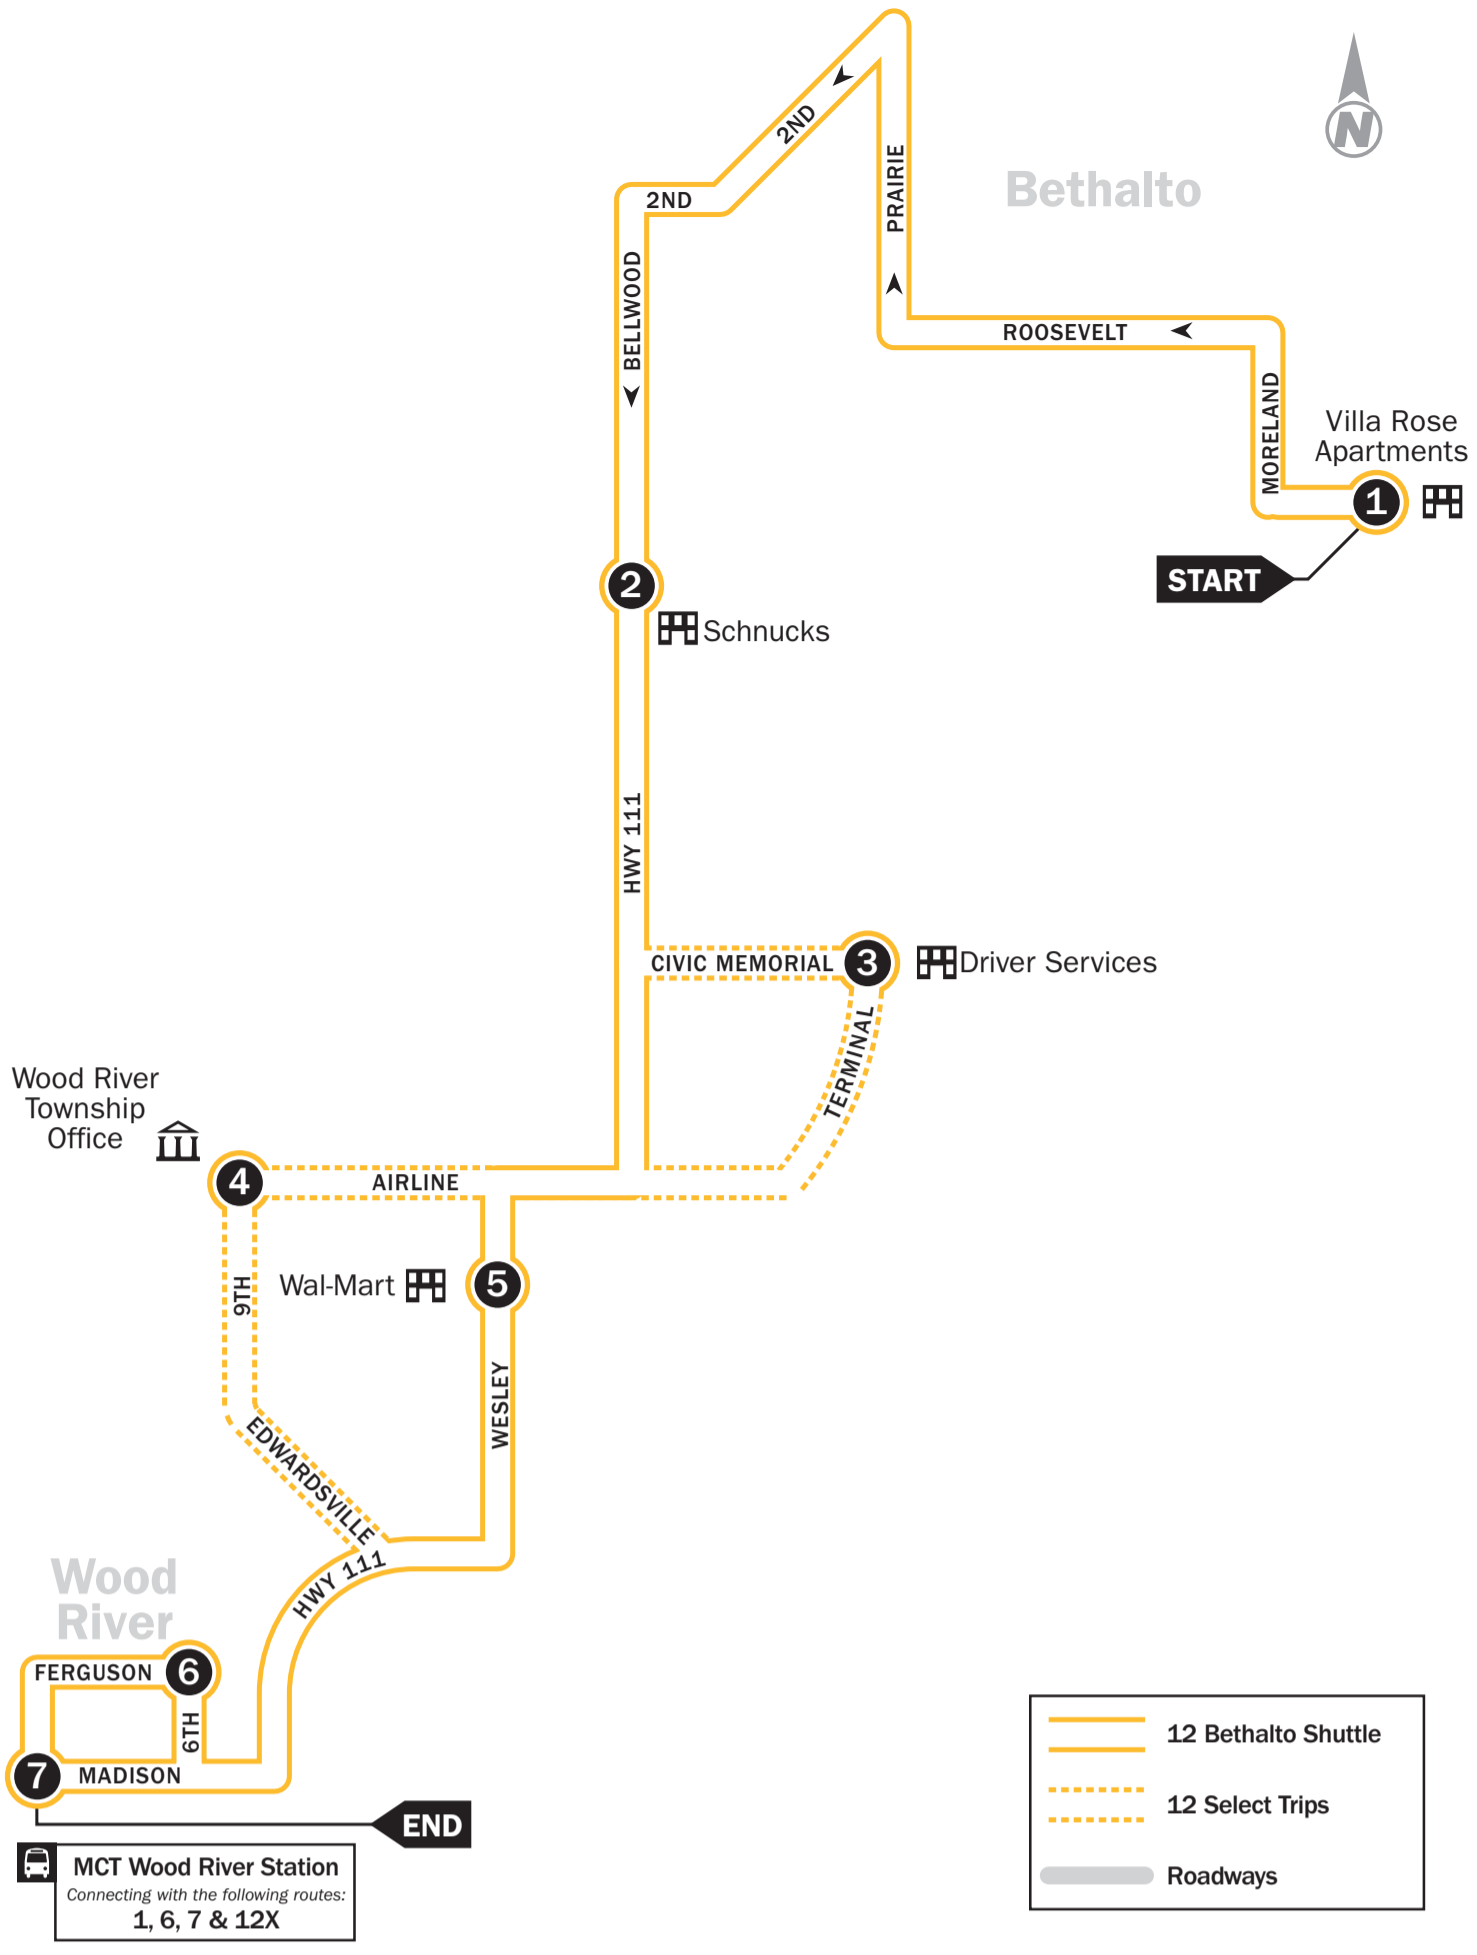 N
Bethalto
2ND
2ND
PRAIRIE
BELLWOOD
ROOSEVELT
MORELAND
Villa Rose
Apartments
1
START
2
Schnucks
HWY 111
CIVIC MEMORIAL
3
Driver Services
TERMINAL
Wood River
Township
Office
4
AIRLINE
9TH
Wal-Mart
5
WESLEY
EDWARDSVILLE
HWY 111
Wood
River
FERGUSON
6
6TH
7
MADISON
END
MCT Wood River Station
Connecting with the following routes:
1, 6, 7 & 12X
12 Bethalto Shuttle
12 Select Trips
Roadways